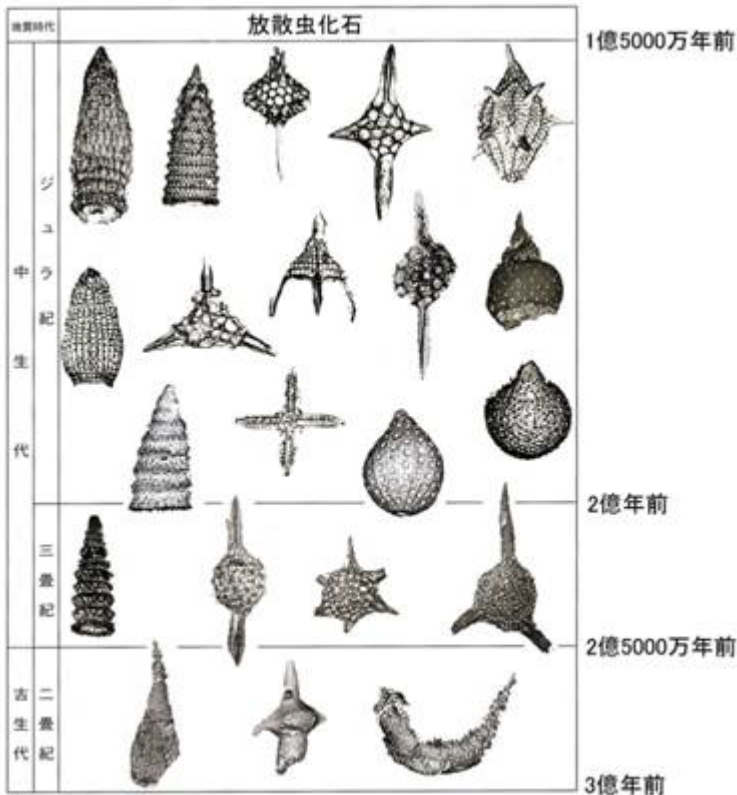 地質時代
放散虫化石
1億5000万年前
中生代
ジュラ紀
2億年前
三畳紀
2億5000万年前
古生代
二畳紀
3億年前